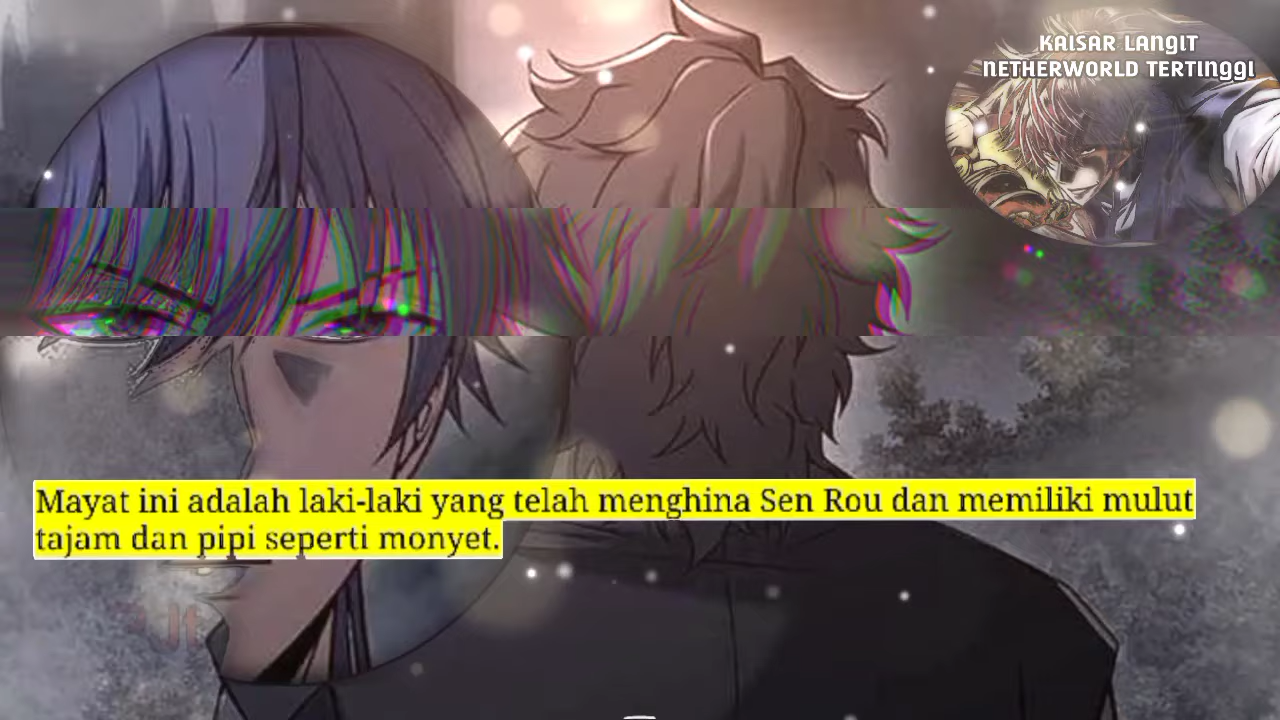 KAISAR LANGIT
NETHERWORLD TERTINGGI
Mayat ini adalah laki-laki yang telah menghina Sen Rou dan memiliki mulut
tajam dan pipi seperti monyet.